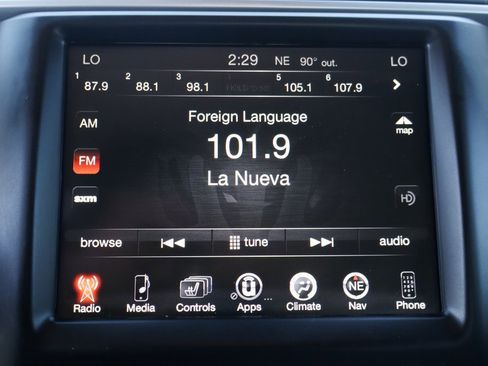 LO 2:29 NE 90° out. LO
1 87.9 2 88.1 3 98.1 5 105.1 6 107.9
AM
Foreign Language
101.9
La Nueva
map
FM
HD
browse tune audio
Radio Media Controls Apps ... Climate NE Nav Phone